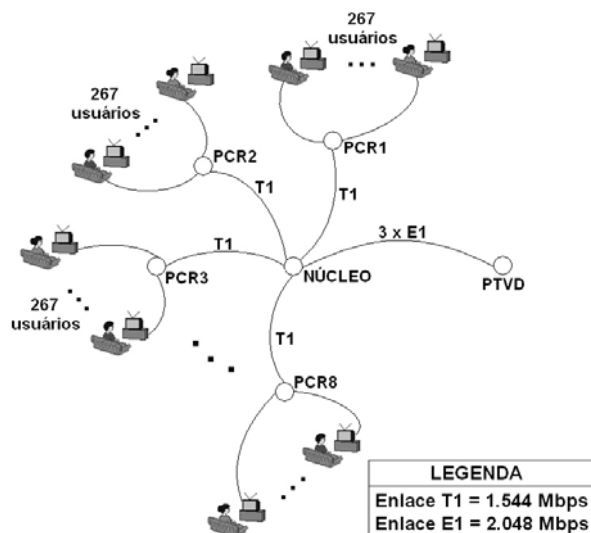 267
usuários
267
usuários
PCR2
PCR1
T1
T1
3 x E1
T1
PCR3
NÚCLEO
PTVD
267
usuários
T1
PCR8
LEGENDA
Enlace T1 = 1.544 Mbps
Enlace E1 = 2.048 Mbps